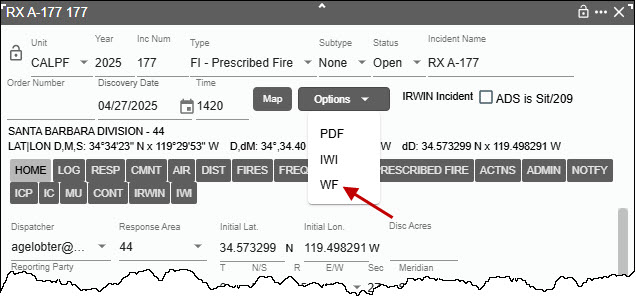 RX A-177 177
Unit Year Inc Num Type Subtype Status Incident Name
CALPF 2025 177 FI - Prescribed Fire None Open RX A-177
Order Number Discovery Date Time
04/27/2025 1420 Map Options IRWIN Incident ADS is Sit/209
PDF
IWI
WF
SANTA BARBARA DIVISION - 44
LAT|LON D,M,S: 34°34'23" N x 119°29'53" W D,dM: 34°,34.40 W dD: 34.573299 N x 119.498291 W
HOME LOG RESP CMNT AIR DIST FIRES FREQ RESCRIBED FIRE ACTNS ADMIN NOTFY
ICP IC MU CONT IRWIN IWI
Dispatcher Response Area Initial Lat. Initial Lon. Disc Acres
agelobter@... 44 34.573299 N 119.498291 W
Reporting Party T N/S R E/W Sec Meridian